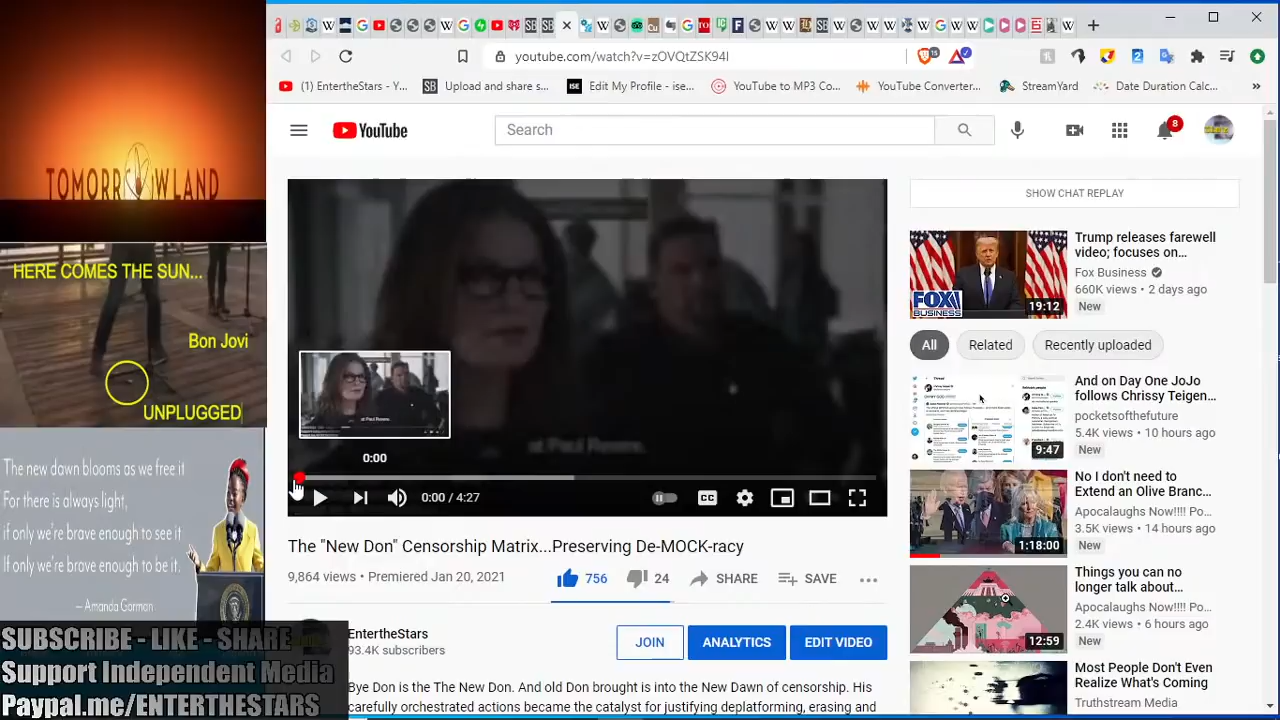 TOMORROWLAND
HERE COMES THE SUN...
Bon Jovi
UNPLUGGED
The new dawn blooms as we free it
For there is always light,
if only we're brave enough to see it
If only we're brave enough to be it.
— Amanda Gorman
SUBSCRIBE - LIKE - SHARE
Support Independent Media
Paypal.me/ENTERTHESTARS
youtube.com/watch?v=zOVQtZSK94I
15
(1) EntertheStars - Y...
SB Upload and share s...
ISE Edit My Profile - ise...
YouTube to MP3 Co...
YouTube Converter...
StreamYard
Date Duration Calc...
YouTube
Search
8
0:00
0:00 / 4:27
CC
The "New Don" Censorship Matrix...Preserving De-MOCK-racy
9,864 views • Premiered Jan 20, 2021
756
24
SHARE
SAVE
EntertheStars
93.4K subscribers
JOIN
ANALYTICS
EDIT VIDEO
Bye Don is the The New Don. And old Don brought is into the New Dawn of censorship. His
carefully orchestrated actions became the catalyst for justifying deplatforming, erasing and
SHOW CHAT REPLAY
FOX
BUSINESS
19:12
Trump releases farewell
video; focuses on...
Fox Business
660K views • 2 days ago
New
All
Related
Recently uploaded
9:47
And on Day One JoJo
follows Chrissy Teigen...
pocketsofthefuture
5.4K views • 10 hours ago
New
1:18:00
No I don't need to
Extend an Olive Branc...
Apocalaughs Now!!!! Po...
3.5K views • 14 hours ago
New
12:59
Things you can no
longer talk about
Apocalaughs Now!!!! Po...
2.4K views • 6 hours ago
New
Most People Don't Even
Realize What's Coming
Truthstream Media